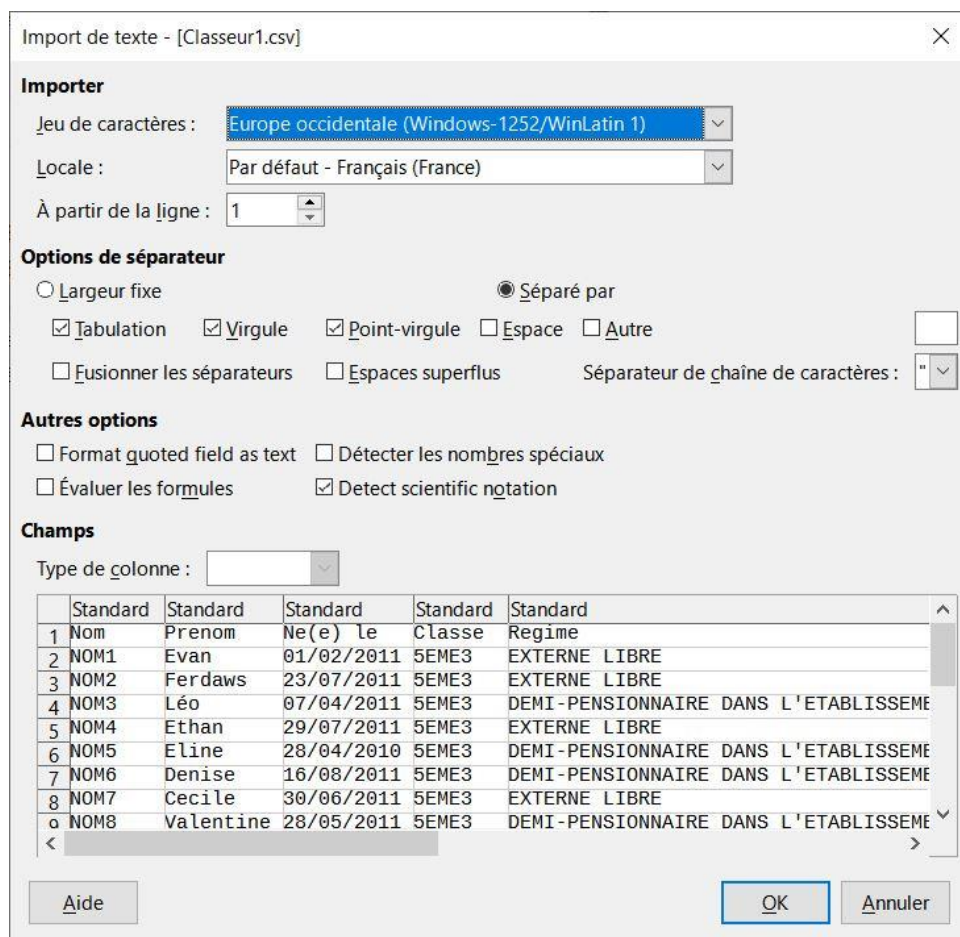 Import de texte - [Classeur1.csv]
Importer
Jeu de caractères : Europe occidentale (Windows-1252/WinLatin 1)
Locale : Par défaut - Français (France)
À partir de la ligne : 1
Options de séparateur
Largeur fixe Séparé par
Tabulation Virgule Point-virgule Espace Autre
Fusionner les séparateurs Espaces superflus Séparateur de chaîne de caractères : "
Autres options
Format quoted field as text Détecter les nombres spéciaux
Évaluer les formules Detect scientific notation
Champs
Type de colonne :
Standard Standard Standard Standard Standard
1 Nom Prenom Ne(e) le Classe Regime
2 NOM1 Evan 01/02/2011 5EME3 EXTERNE LIBRE
3 NOM2 Ferdaws 23/07/2011 5EME3 EXTERNE LIBRE
4 NOM3 Léo 07/04/2011 5EME3 DEMI-PENSIONNAIRE DANS L'ETABLISSEME
5 NOM4 Ethan 29/07/2011 5EME3 EXTERNE LIBRE
6 NOM5 Eline 28/04/2010 5EME3 DEMI-PENSIONNAIRE DANS L'ETABLISSEME
7 NOM6 Denise 16/08/2011 5EME3 DEMI-PENSIONNAIRE DANS L'ETABLISSEME
8 NOM7 Cecile 30/06/2011 5EME3 EXTERNE LIBRE
9 NOM8 Valentine 28/05/2011 5EME3 DEMI-PENSIONNAIRE DANS L'ETABLISSEME
Aide OK Annuler